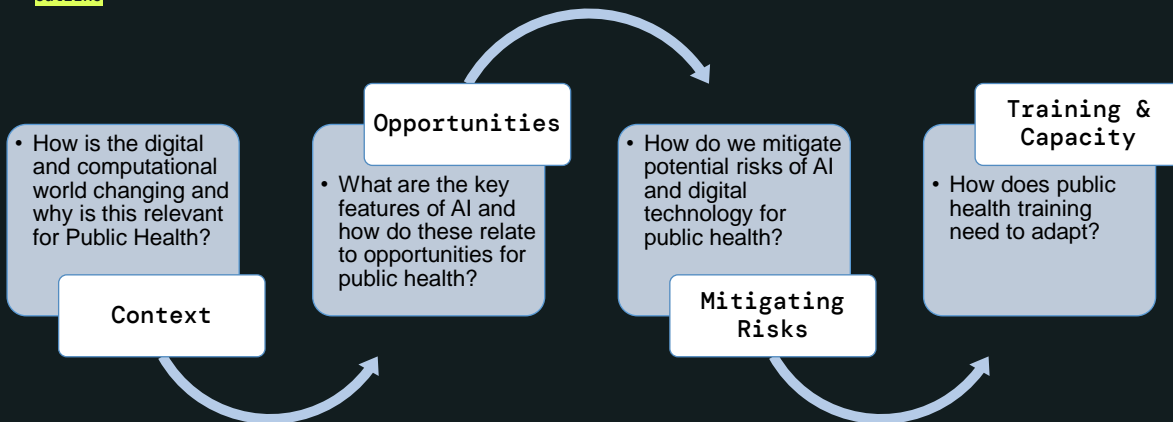 • How is the digital
and computational
world changing and
why is this relevant
for Public Health?
Context
Opportunities
• What are the key
features of AI and
how do these relate
to opportunities for
public health?
• How do we mitigate
potential risks of AI
and digital
technology for
public health?
Mitigating
Risks
Training &
Capacity
• How does public
health training
need to adapt?